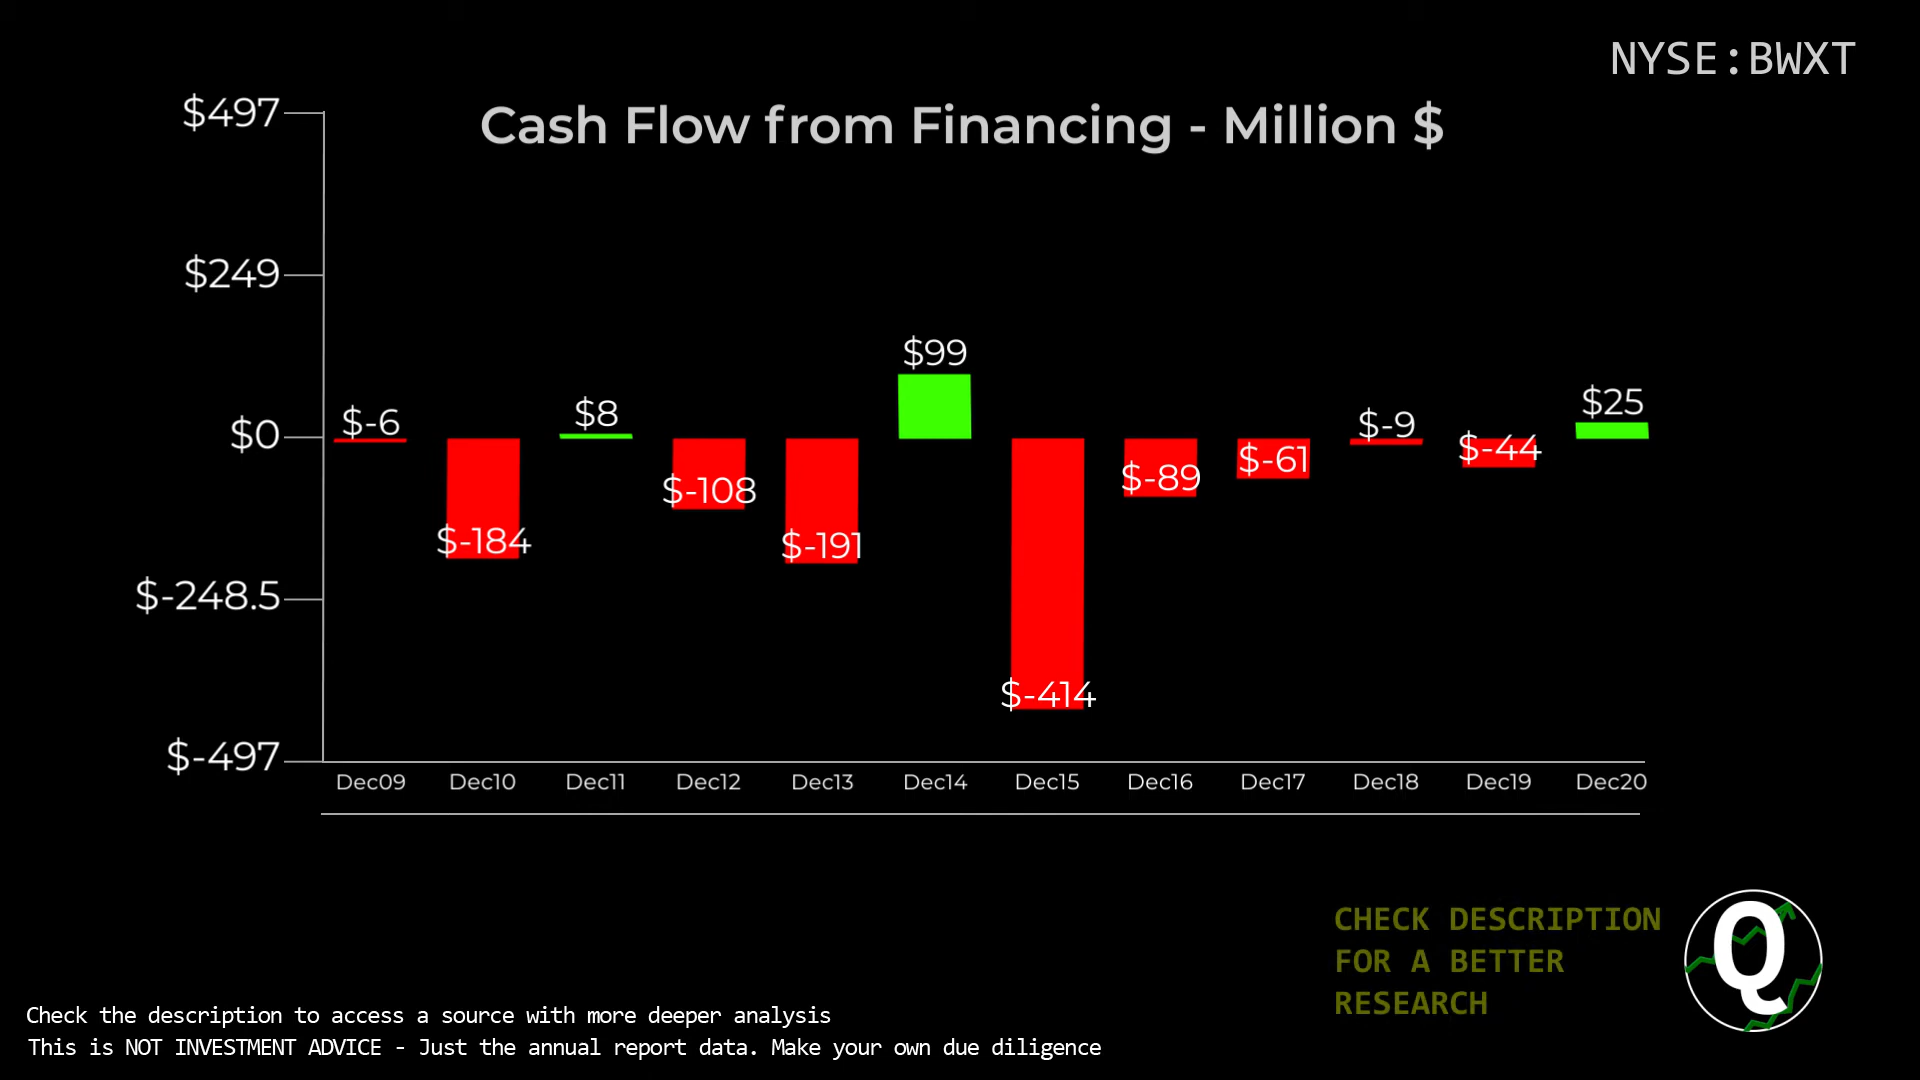 NYSE:BWXT
Cash Flow from Financing - Million $
$497
$249
$0
$-248.5
$-497
$-6
$-184
$8
$-108
$-191
$99
$-414
$-89
$-61
$-9
$-44
$25
Dec09 Dec10 Dec11 Dec12 Dec13 Dec14 Dec15 Dec16 Dec17 Dec18 Dec19 Dec20
CHECK DESCRIPTION
FOR A BETTER
RESEARCH
Q
Check the description to access a source with more deeper analysis
This is NOT INVESTMENT ADVICE - Just the annual report data. Make your own due diligence